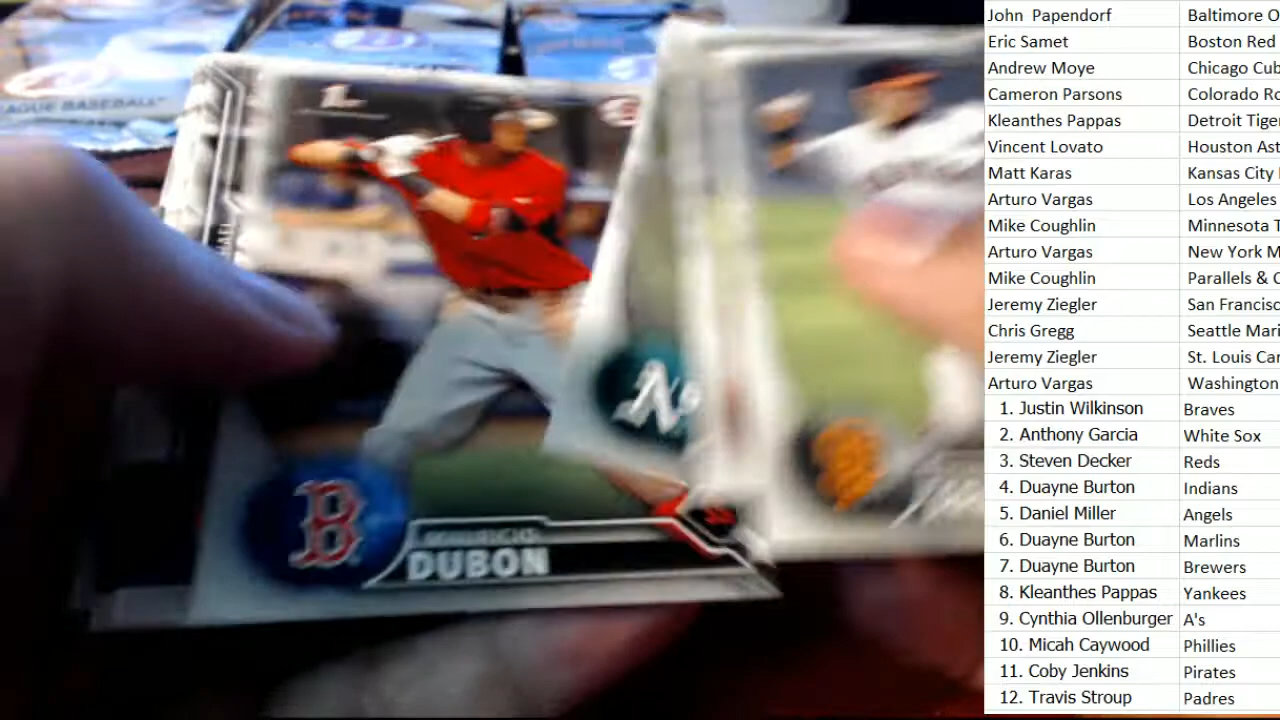 AGUE BASEBALL
B
DUBON
SS
A's
John Papendorf Baltimore O
Eric Samet Boston Red
Andrew Moye Chicago Cub
Cameron Parsons Colorado Ro
Kleanthes Pappas Detroit Tige
Vincent Lovato Houston Ast
Matt Karas Kansas City
Arturo Vargas Los Angeles
Mike Coughlin Minnesota T
Arturo Vargas New York M
Mike Coughlin Parallels & C
Jeremy Ziegler San Francisc
Chris Gregg Seattle Mari
Jeremy Ziegler St. Louis Car
Arturo Vargas Washington
1. Justin Wilkinson Braves
2. Anthony Garcia White Sox
3. Steven Decker Reds
4. Duayne Burton Indians
5. Daniel Miller Angels
6. Duayne Burton Marlins
7. Duayne Burton Brewers
8. Kleanthes Pappas Yankees
9. Cynthia Ollenburger A's
10. Micah Caywood Phillies
11. Coby Jenkins Pirates
12. Travis Stroup Padres